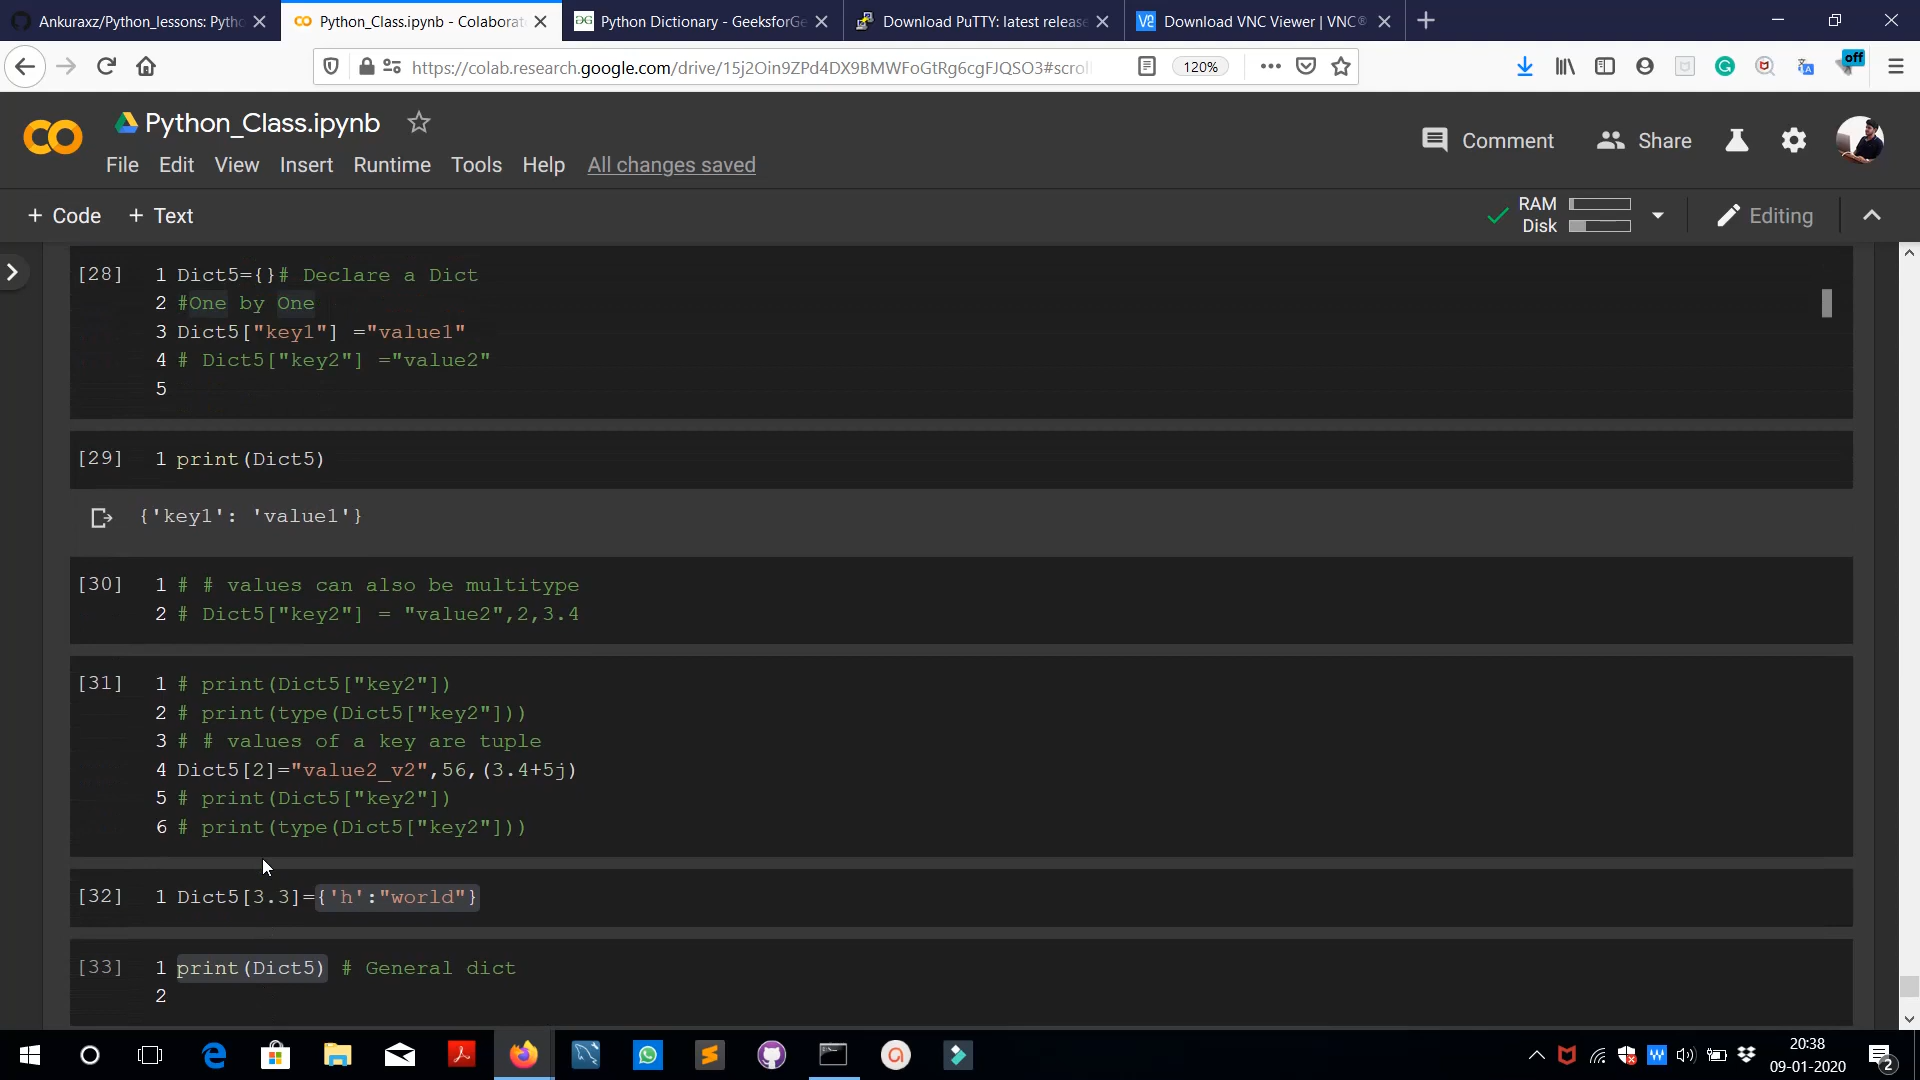 Ankuraxz/Python_lessons: Pytho
Python_Class.ipynb - Colaborat
Python Dictionary - GeeksforGe
Download PuTTY: latest release
Download VNC Viewer | VNC®
https://colab.research.google.com/drive/15j2Oin9ZPd4DX9BMWFoGtRg6cgFJQSO3#scrol
120%
off
Python_Class.ipynb
Comment
Share
File Edit View Insert Runtime Tools Help All changes saved
+ Code + Text
RAM
Disk
Editing
[28] 1 Dict5={}# Declare a Dict
2 #One by One
3 Dict5["key1"] ="value1"
4 # Dict5["key2"] ="value2"
5
[29] 1 print(Dict5)
{'key1': 'value1'}
[30] 1 # # values can also be multitype
2 # Dict5["key2"] = "value2",2,3.4
[31] 1 # print(Dict5["key2"])
2 # print(type(Dict5["key2"]))
3 # # values of a key are tuple
4 Dict5[2]="value2_v2",56,(3.4+5j)
5 # print(Dict5["key2"])
6 # print(type(Dict5["key2"]))
[32] 1 Dict5[3.3]={'h':"world"}
[33] 1 print(Dict5) # General dict
2
20:38
09-01-2020
2